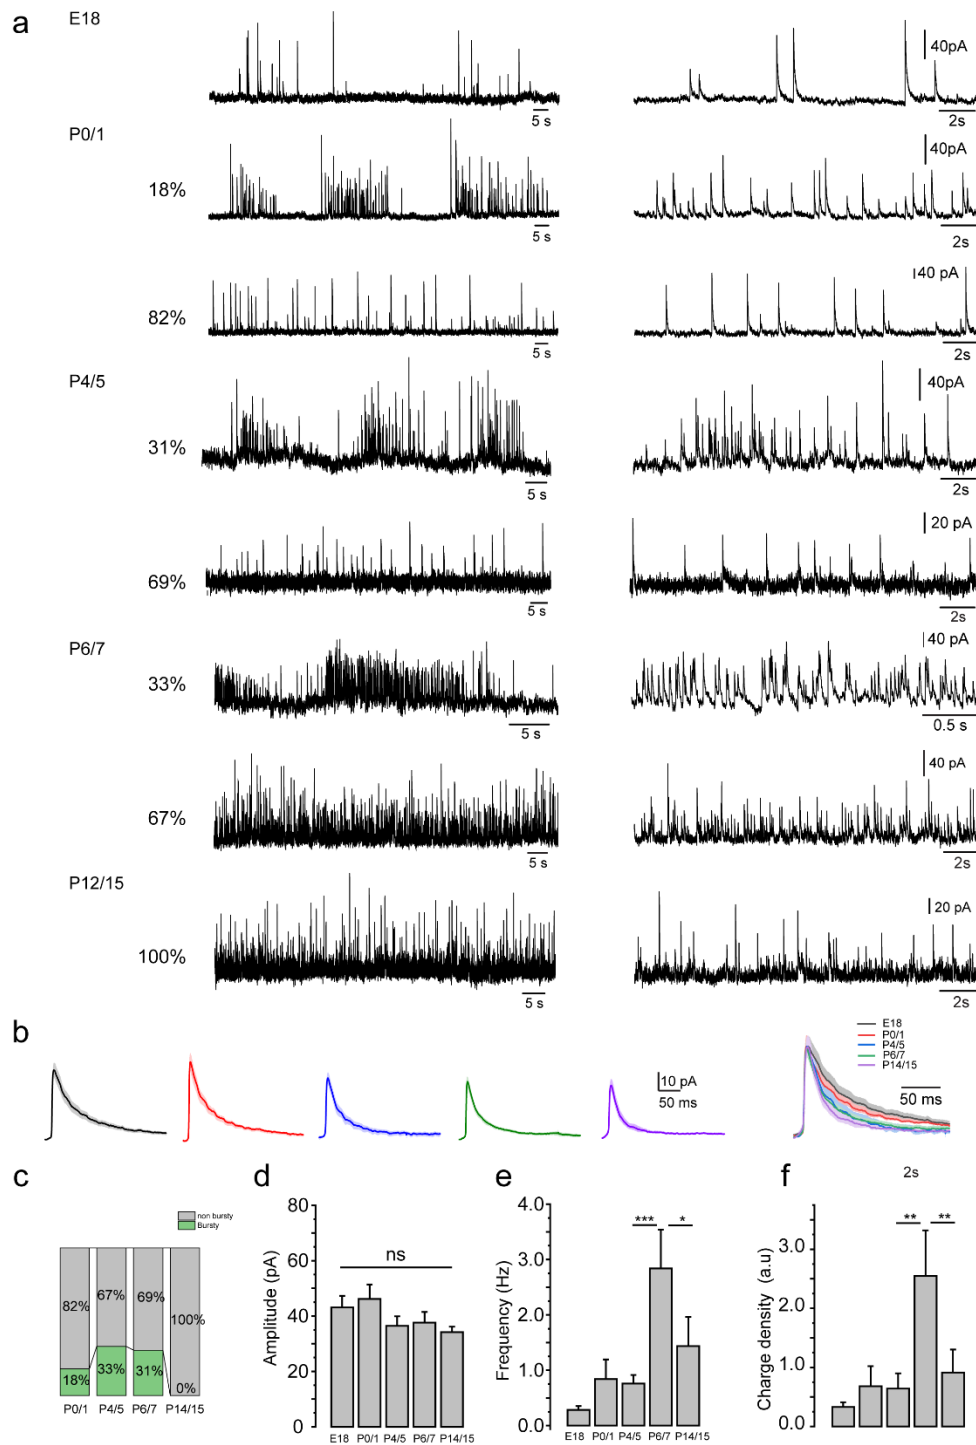 a
E18
40pA
5 s
2s
P0/1
40pA
18%
5 s
2s
40 pA
82%
5 s
2s
P4/5
40pA
31%
5 s
2s
20 pA
69%
5 s
2s
P6/7
40 pA
33%
5 s
0.5 s
40 pA
67%
5 s
2s
P12/15
20 pA
100%
5 s
2s
b
10 pA
50 ms
E18
P0/1
P4/5
P6/7
P14/15
50 ms
c
non bursty
Bursty
82%
67%
69%
100%
18%
33%
31%
0%
P0/1 P4/5 P6/7 P14/15
d
Amplitude (pA)
80
60
40
20
0
ns
E18 P0/1 P4/5 P6/7 P14/15
e
Frequency (Hz)
4.0
3.0
2.0
1.0
0.0
*** *
E18 P0/1 P4/5 P6/7 P14/15
f
2s
Charge density (a.u)
3.0
2.0
1.0
0.0
** **